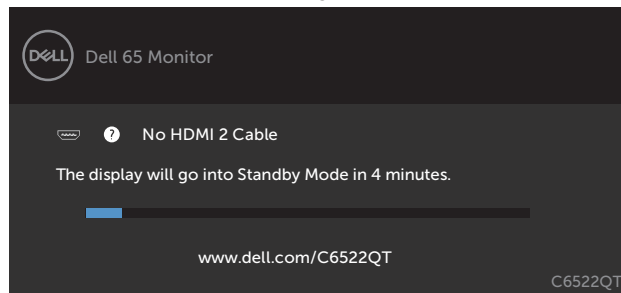 DELL
Dell 65 Monitor
? No HDMI 2 Cable
The display will go into Standby Mode in 4 minutes.
www.dell.com/C6522QT
C6522QT